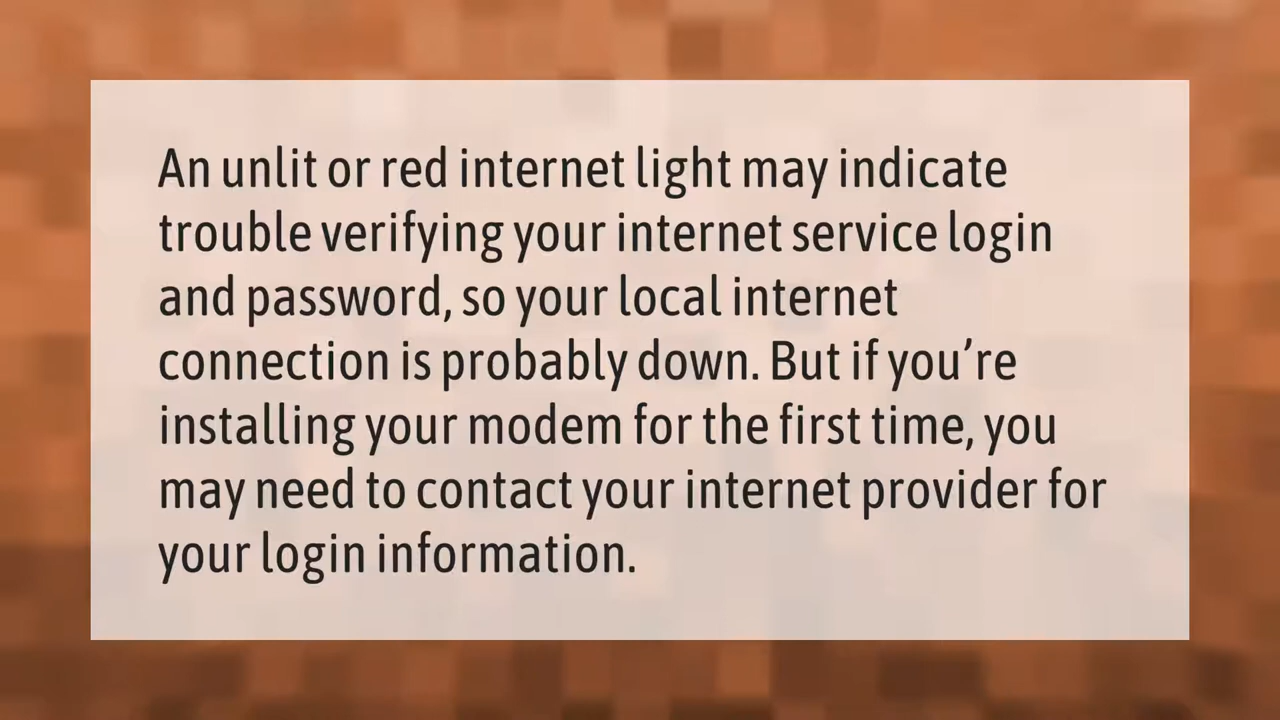 An unlit or red internet light may indicate
trouble verifying your internet service login
and password, so your local internet
connection is probably down. But if you’re
installing your modem for the first time, you
may need to contact your internet provider for
your login information.